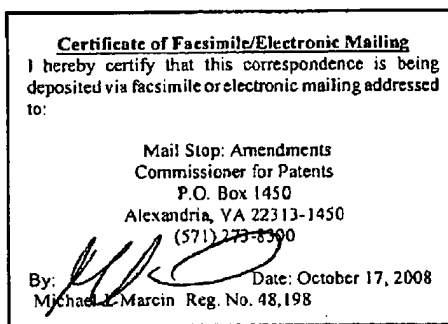 Certificate of Facsimile/Electronic Mailing
I hereby certify that this correspondence is being
deposited via facsimile or electronic mailing addressed
to:
Mail Stop: Amendments
Commissioner for Patents
P.O. Box 1450
Alexandria, VA 22313-1450
(571) 273-8300
By: Date: October 17, 2008
Michael J. Marcin Reg. No. 48,198